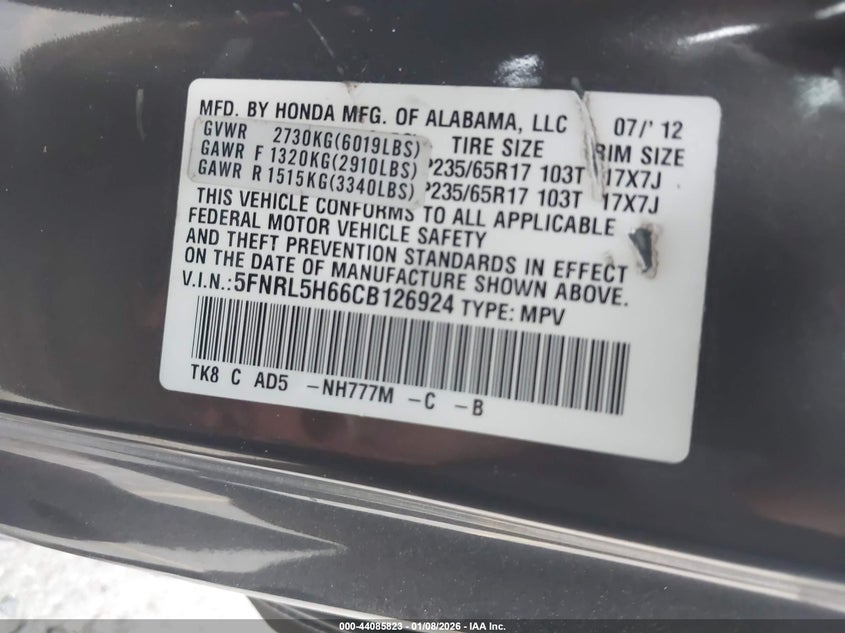 MFD. BY HONDA MFG. OF ALABAMA, LLC 07/'12
GVWR 2730KG(6019LBS) TIRE SIZE RIM SIZE
GAWR F 1320KG(2910LBS) P235/65R17 103T 17X7J
GAWR R 1515KG(3340LBS) P235/65R17 103T 17X7J
THIS VEHICLE CONFORMS TO ALL APPLICABLE
FEDERAL MOTOR VEHICLE SAFETY
AND THEFT PREVENTION STANDARDS IN EFFECT
ON THE DATE OF MANUFACTURE SHOWN ABOVE.
V.I.N.:5FNRL5H66CB126924 TYPE: MPV
TK8 C AD5 -NH777M -C -B
000-44085823 - 01/08/2026 - IAA Inc.